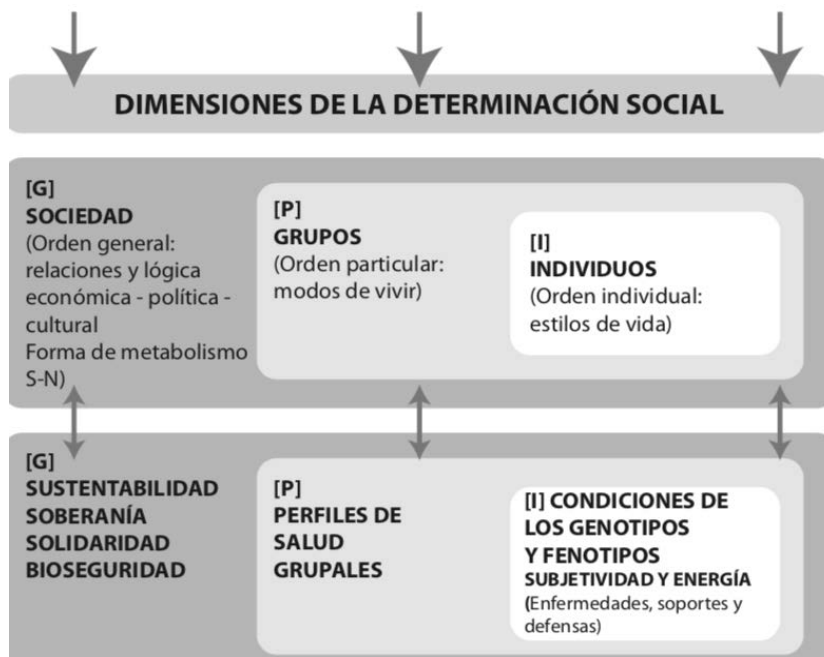 DIMENSIONES DE LA DETERMINACIÓN SOCIAL
[G]
SOCIEDAD
(Orden general:
relaciones y lógica
económica - política -
cultural
Forma de metabolismo
S-N)
[P]
GRUPOS
(Orden particular:
modos de vivir)
[I]
INDIVIDUOS
(Orden individual:
estilos de vida)
[G]
SUSTENTABILIDAD
SOBERANÍA
SOLIDARIDAD
BIOSEGURIDAD
[P]
PERFILES DE
SALUD
GRUPALES
[I] CONDICIONES DE
LOS GENOTIPOS
Y FENOTIPOS
SUBJETIVIDAD Y ENERGÍA
(Enfermedades, soportes y
defensas)